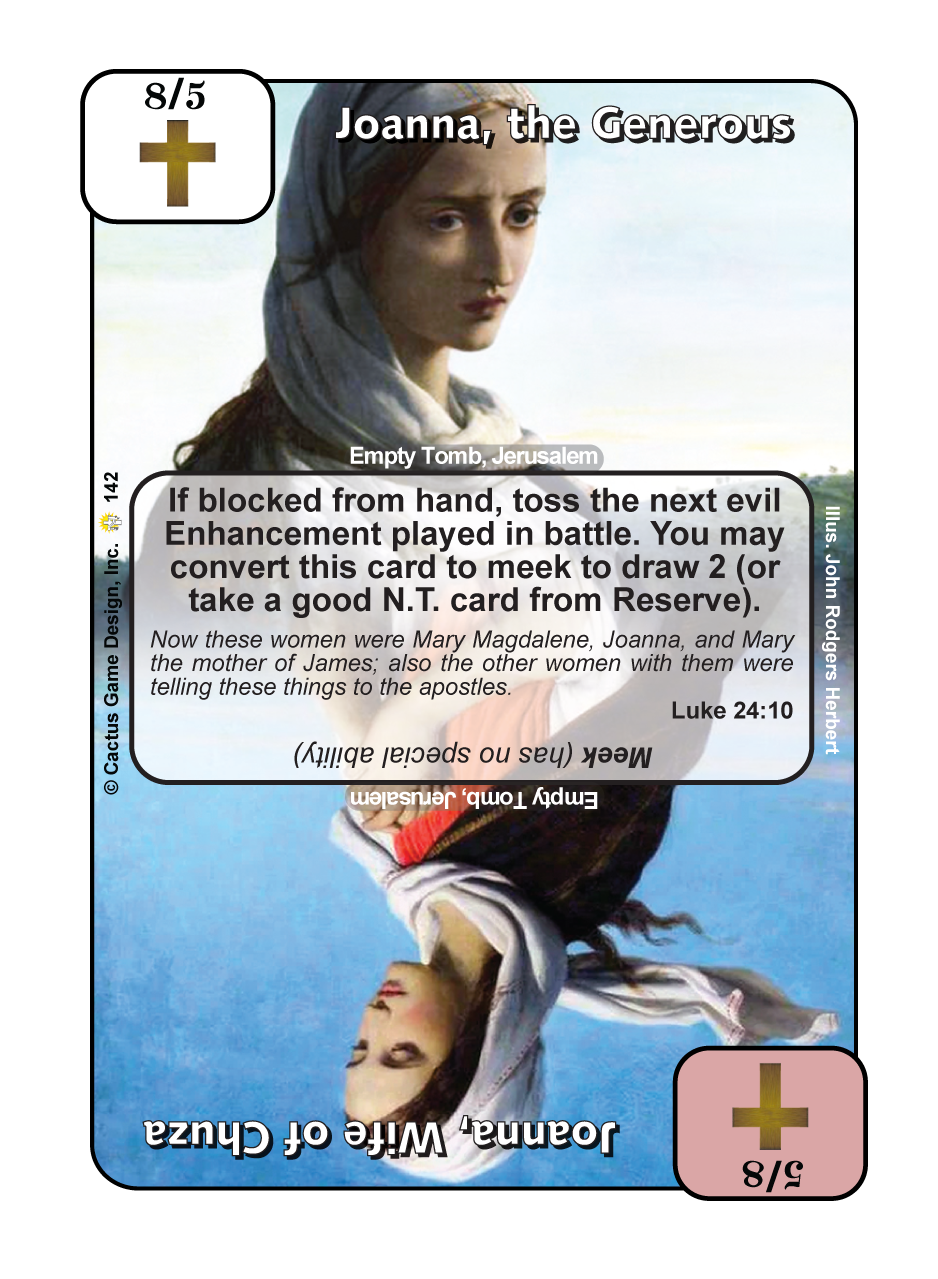 8/5
Joanna, the Generous
Empty Tomb, Jerusalem
If blocked from hand, toss the next evil
Enhancement played in battle. You may
convert this card to meek to draw 2 (or
take a good N.T. card from Reserve).
Now these women were Mary Magdalene, Joanna, and Mary
the mother of James; also the other women with them were
telling these things to the apostles.
Luke 24:10
© Cactus Game Design, Inc. 142
Illus. John Rodgers Herbert
Meek (has no special ability)
Empty Tomb, Jerusalem
Joanna, Wife of Chuza
5/8